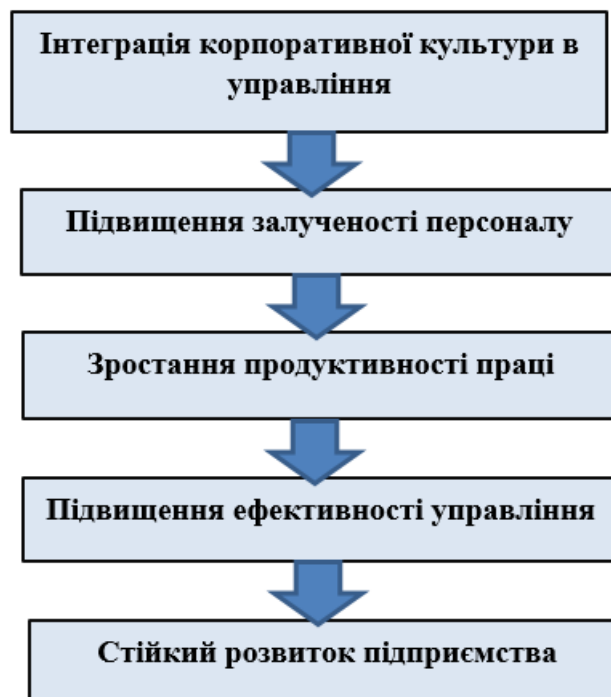 Інтеграція корпоративної культури в
управління
Підвищення залученості персоналу
Зростання продуктивності праці
Підвищення ефективності управління
Стійкий розвиток підприємства